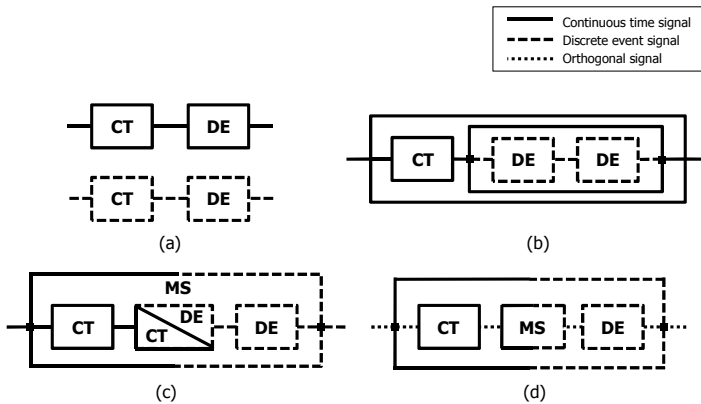 Continuous time signal
Discrete event signal
Orthogonal signal
CT DE
CT DE
(a)
CT DE DE
(b)
MS
CT DE CT DE
(c)
CT MS DE
(d)